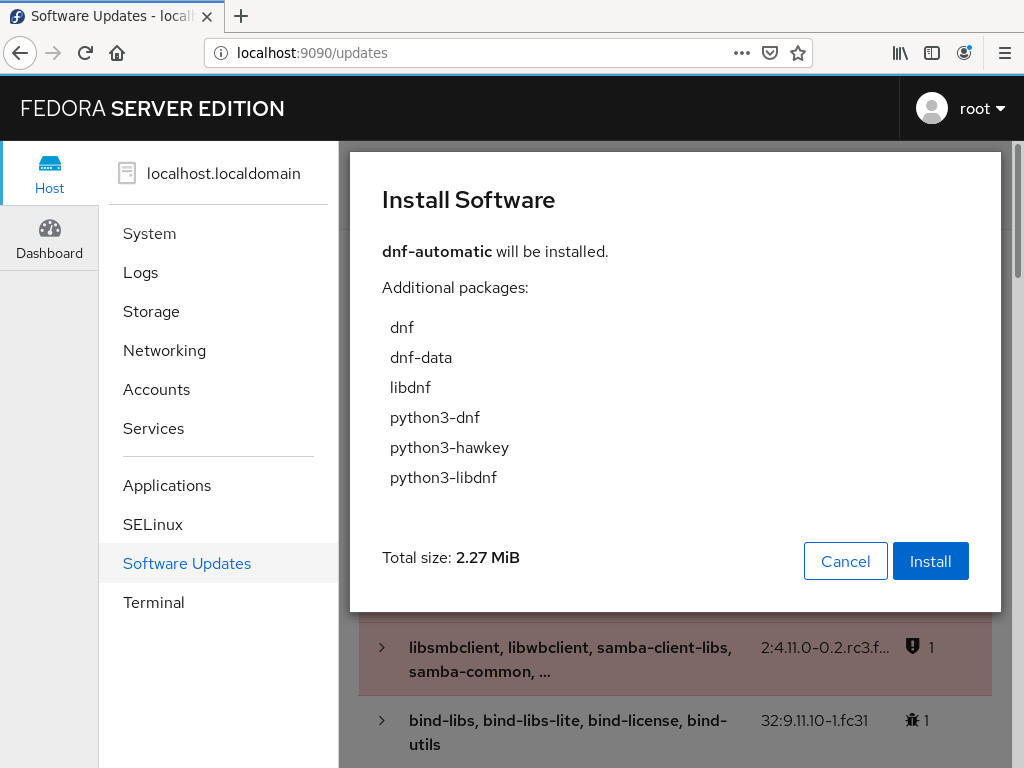 Software Updates - local
localhost:9090/updates
FEDORA SERVER EDITION
root
Host
Dashboard
localhost.localdomain
System
Logs
Storage
Networking
Accounts
Services
Applications
SELinux
Software Updates
Terminal
Install Software
dnf-automatic will be installed.
Additional packages:
dnf
dnf-data
libdnf
python3-dnf
python3-hawkey
python3-libdnf
Total size: 2.27 MiB
Cancel
Install
libsmbclient, libwbclient, samba-client-libs,
samba-common, ...
2:4.11.0-0.2.rc3.f...
1
bind-libs, bind-libs-lite, bind-license, bind-
utils
32:9.11.10-1.fc31
1